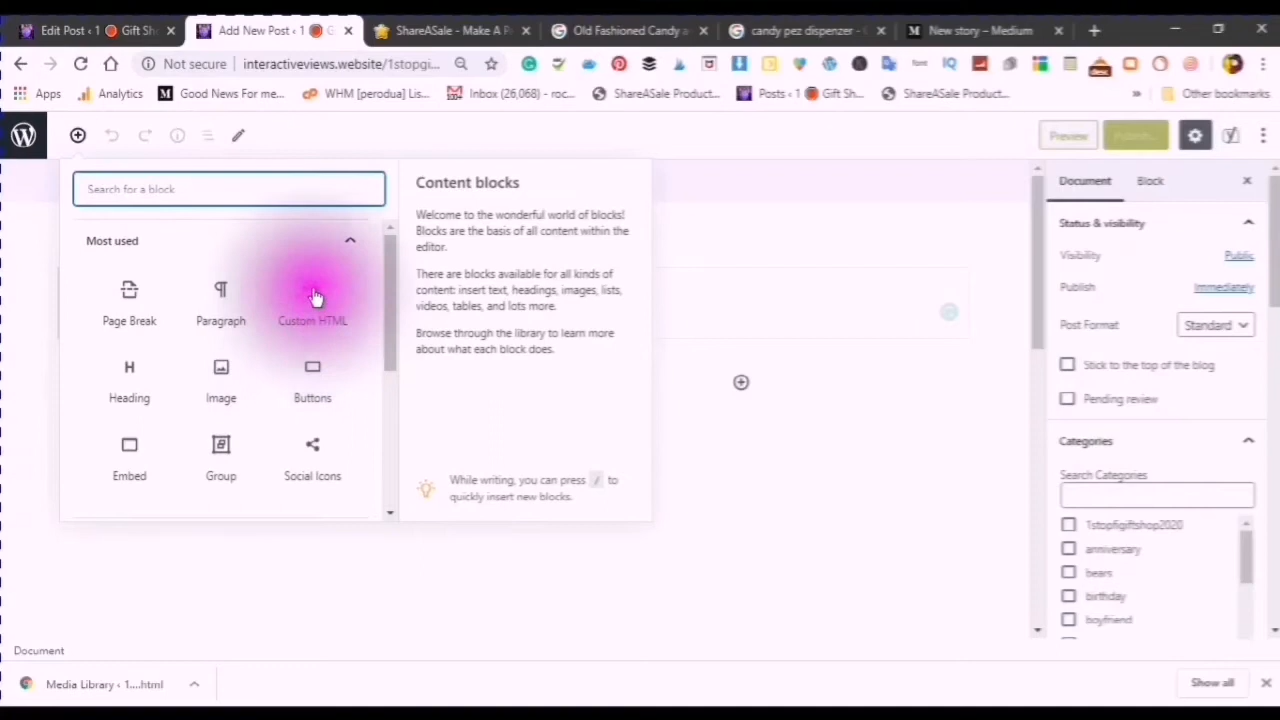 Edit Post ‹ 1 🔴 Gift Sh
Add New Post ‹ 1 🔴 G
ShareASale - Make A P
Old Fashioned Candy a
candy pez dispenzer -
New story – Medium
Not secure
interactiveviews.website/1stopgi...
Apps
Analytics
Good News For me...
WHM [perodua] Lis...
Inbox (26,068) - roc...
ShareASale Product...
Posts ‹ 1 🔴 Gift Sh...
ShareASale Product...
»
Other bookmarks
Preview
Publish...
Search for a block
Content blocks
Document
Block
Welcome to the wonderful world of blocks!
Blocks are the basis of all content within the
editor.
Status & visibility
Most used
Visibility
Public
There are blocks available for all kinds of
content: insert text, headings, images, lists,
videos, tables, and lots more.
Publish
Immediately
Page Break
Paragraph
Custom HTML
Browse through the library to learn more
about what each block does.
Post Format
Standard
Stick to the top of the blog
Heading
Image
Buttons
Pending review
Categories
Embed
Group
Social Icons
While writing, you can press / to
quickly insert new blocks.
Search Categories
1stopfigiftshop2020
anniversary
bears
birthday
boyfriend
Document
Media Library ‹ 1....html
Show all